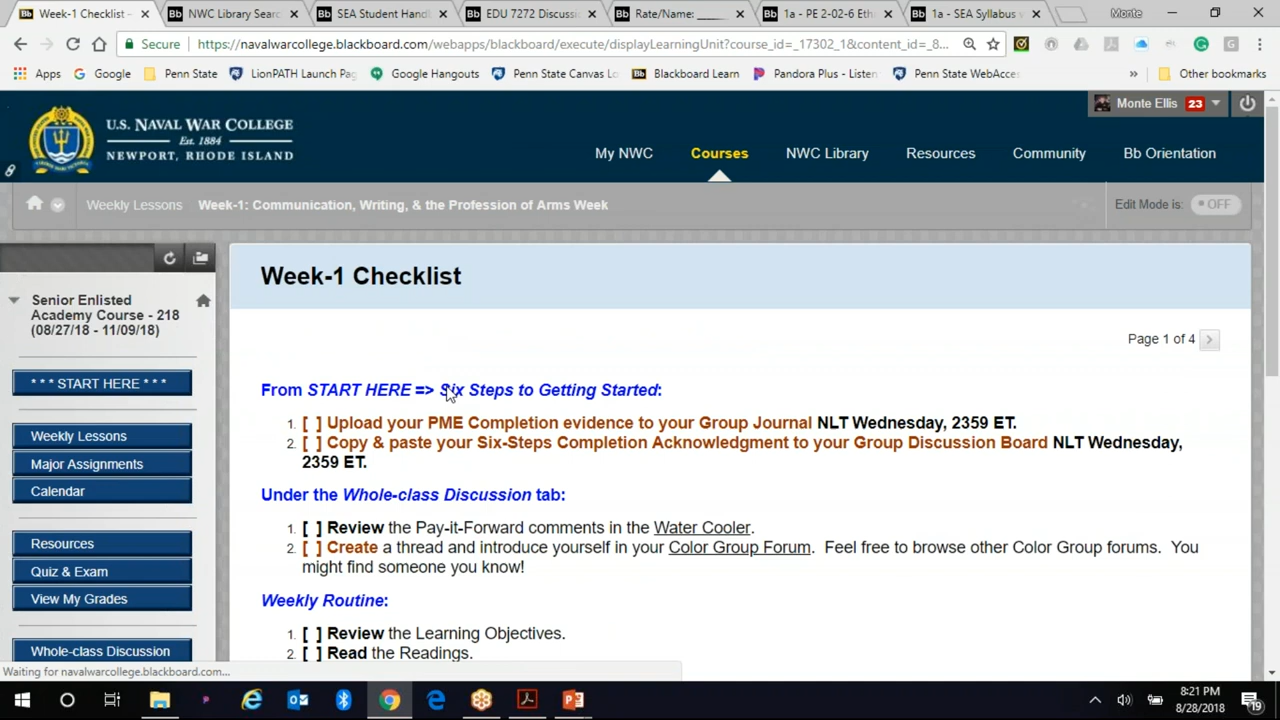 Week-1 Checklist –
NWC Library Sear
SEA Student Handl
EDU 7272 Discussi
Rate/Name: _____
1a - PE 2-02-6 Eth
1a - SEA Syllabus v
Monte
Secure
https://navalwarcollege.blackboard.com/webapps/blackboard/execute/displayLearningUnit?course_id=_17302_1&content_id=_8...
Apps
Google
Penn State
LionPATH Launch Pag
Google Hangouts
Penn State Canvas Lo
Blackboard Learn
Pandora Plus - Listen
Penn State WebAcces
»
Other bookmarks
U.S. NAVAL WAR COLLEGE
Est. 1884
NEWPORT, RHODE ISLAND
Monte Ellis 23
My NWC
Courses
NWC Library
Resources
Community
Bb Orientation
Weekly Lessons
Week-1: Communication, Writing, & the Profession of Arms Week
Edit Mode is: • OFF
Senior Enlisted
Academy Course - 218
(08/27/18 - 11/09/18)
* * * START HERE * * *
Weekly Lessons
Major Assignments
Calendar
Resources
Quiz & Exam
View My Grades
Whole-class Discussion
Week-1 Checklist
Page 1 of 4
From START HERE => Six Steps to Getting Started:
1. [ ] Upload your PME Completion evidence to your Group Journal NLT Wednesday, 2359 ET.
2. [ ] Copy & paste your Six-Steps Completion Acknowledgment to your Group Discussion Board NLT Wednesday,
2359 ET.
Under the Whole-class Discussion tab:
1. [ ] Review the Pay-it-Forward comments in the Water Cooler.
2. [ ] Create a thread and introduce yourself in your Color Group Forum. Feel free to browse other Color Group forums. You
might find someone you know!
Weekly Routine:
1. [ ] Review the Learning Objectives.
2. [ ] Read the Readings.
Waiting for navalwarcollege.blackboard.com...
8:21 PM
8/28/2018
19